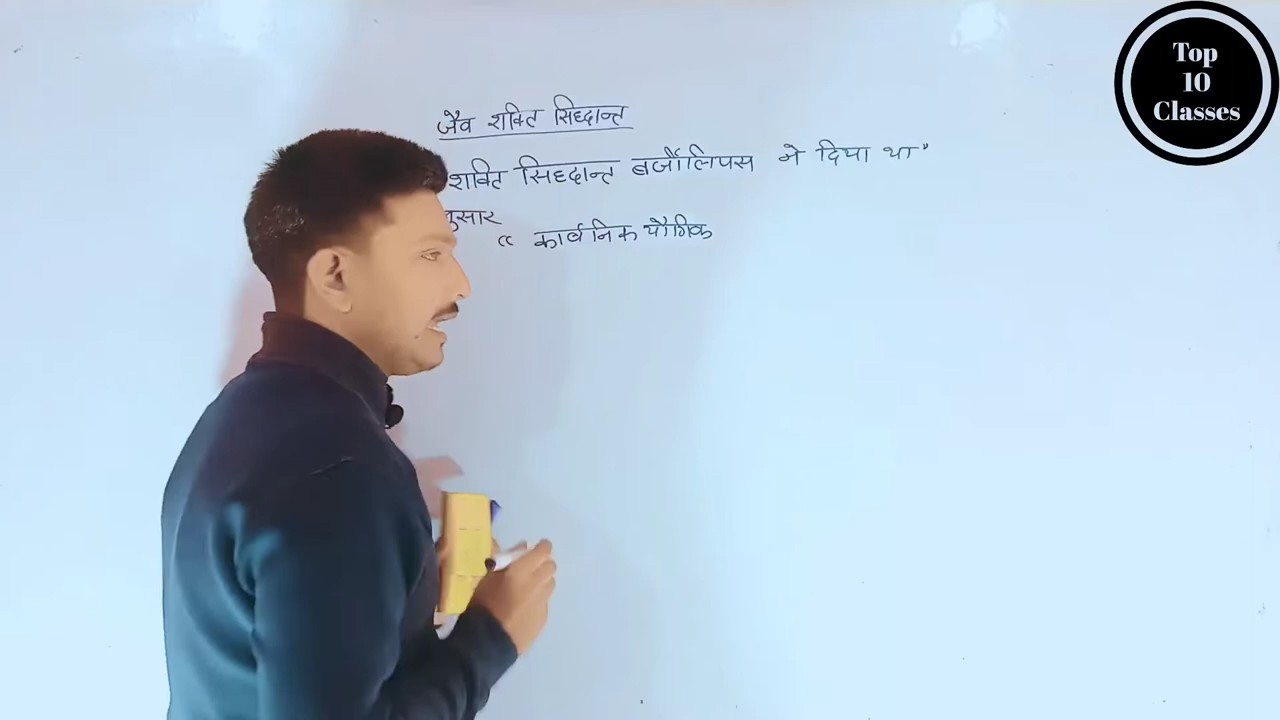 जैव शक्ति सिद्धान्त
शक्ति सिद्धान्त बर्जीलियस ने दिया था"
नुसार
“ कार्बनिक यौगिक
Top
10
Classes